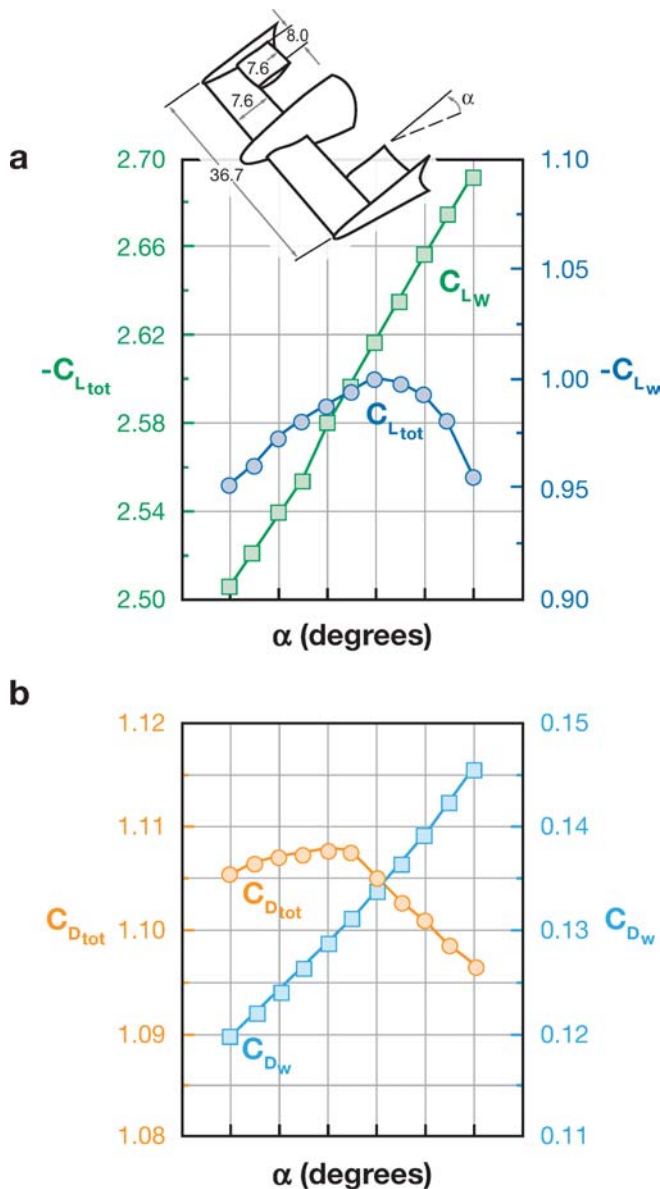 8.0
7.6
7.6
36.7
α
a
2.70
2.66
2.62
2.58
2.54
2.50
-CLtot
1.10
1.05
1.00
0.95
0.90
-CLw
CLW
CLtot
α (degrees)
b
1.12
1.11
1.10
1.09
1.08
CDtot
0.15
0.14
0.13
0.12
0.11
CDw
CDtot
CDw
α (degrees)